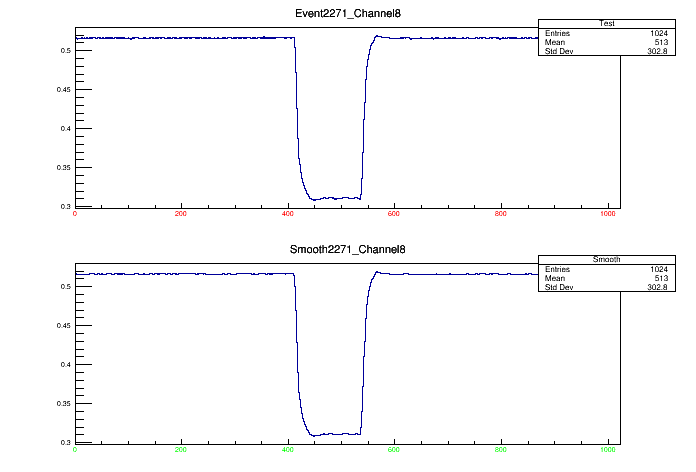 Event2271_Channel8
Test
Entries 1024
Mean 513
Std Dev 302.8
0.5
0.45
0.4
0.35
0.3
0 200 400 600 800 1000
Smooth2271_Channel8
Smooth
Entries 1024
Mean 513
Std Dev 302.8
0.5
0.45
0.4
0.35
0.3
0 200 400 600 800 1000